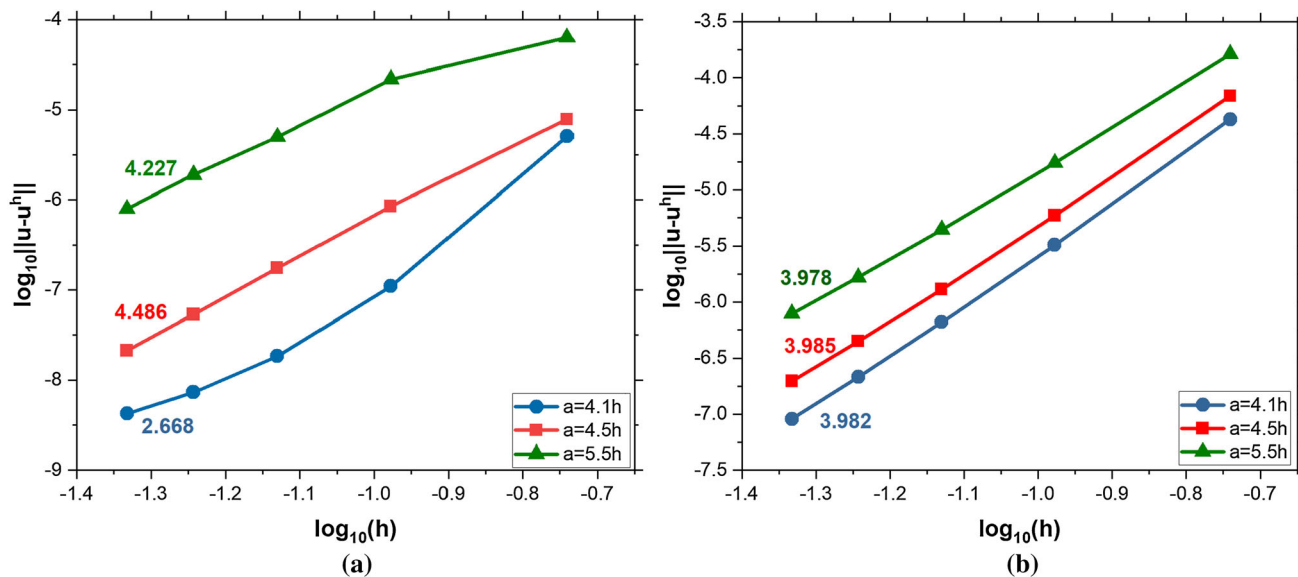 -4
-5
-6
-7
-8
-9
log₁₀||u-uʰ||
4.227
4.486
2.668
a=4.1h
a=4.5h
a=5.5h
-1.4 -1.3 -1.2 -1.1 -1.0 -0.9 -0.8 -0.7
log₁₀(h)
(a)
-3.5
-4.0
-4.5
-5.0
-5.5
-6.0
-6.5
-7.0
-7.5
log₁₀||u-uʰ||
3.978
3.985
3.982
a=4.1h
a=4.5h
a=5.5h
-1.4 -1.3 -1.2 -1.1 -1.0 -0.9 -0.8 -0.7
log₁₀(h)
(b)